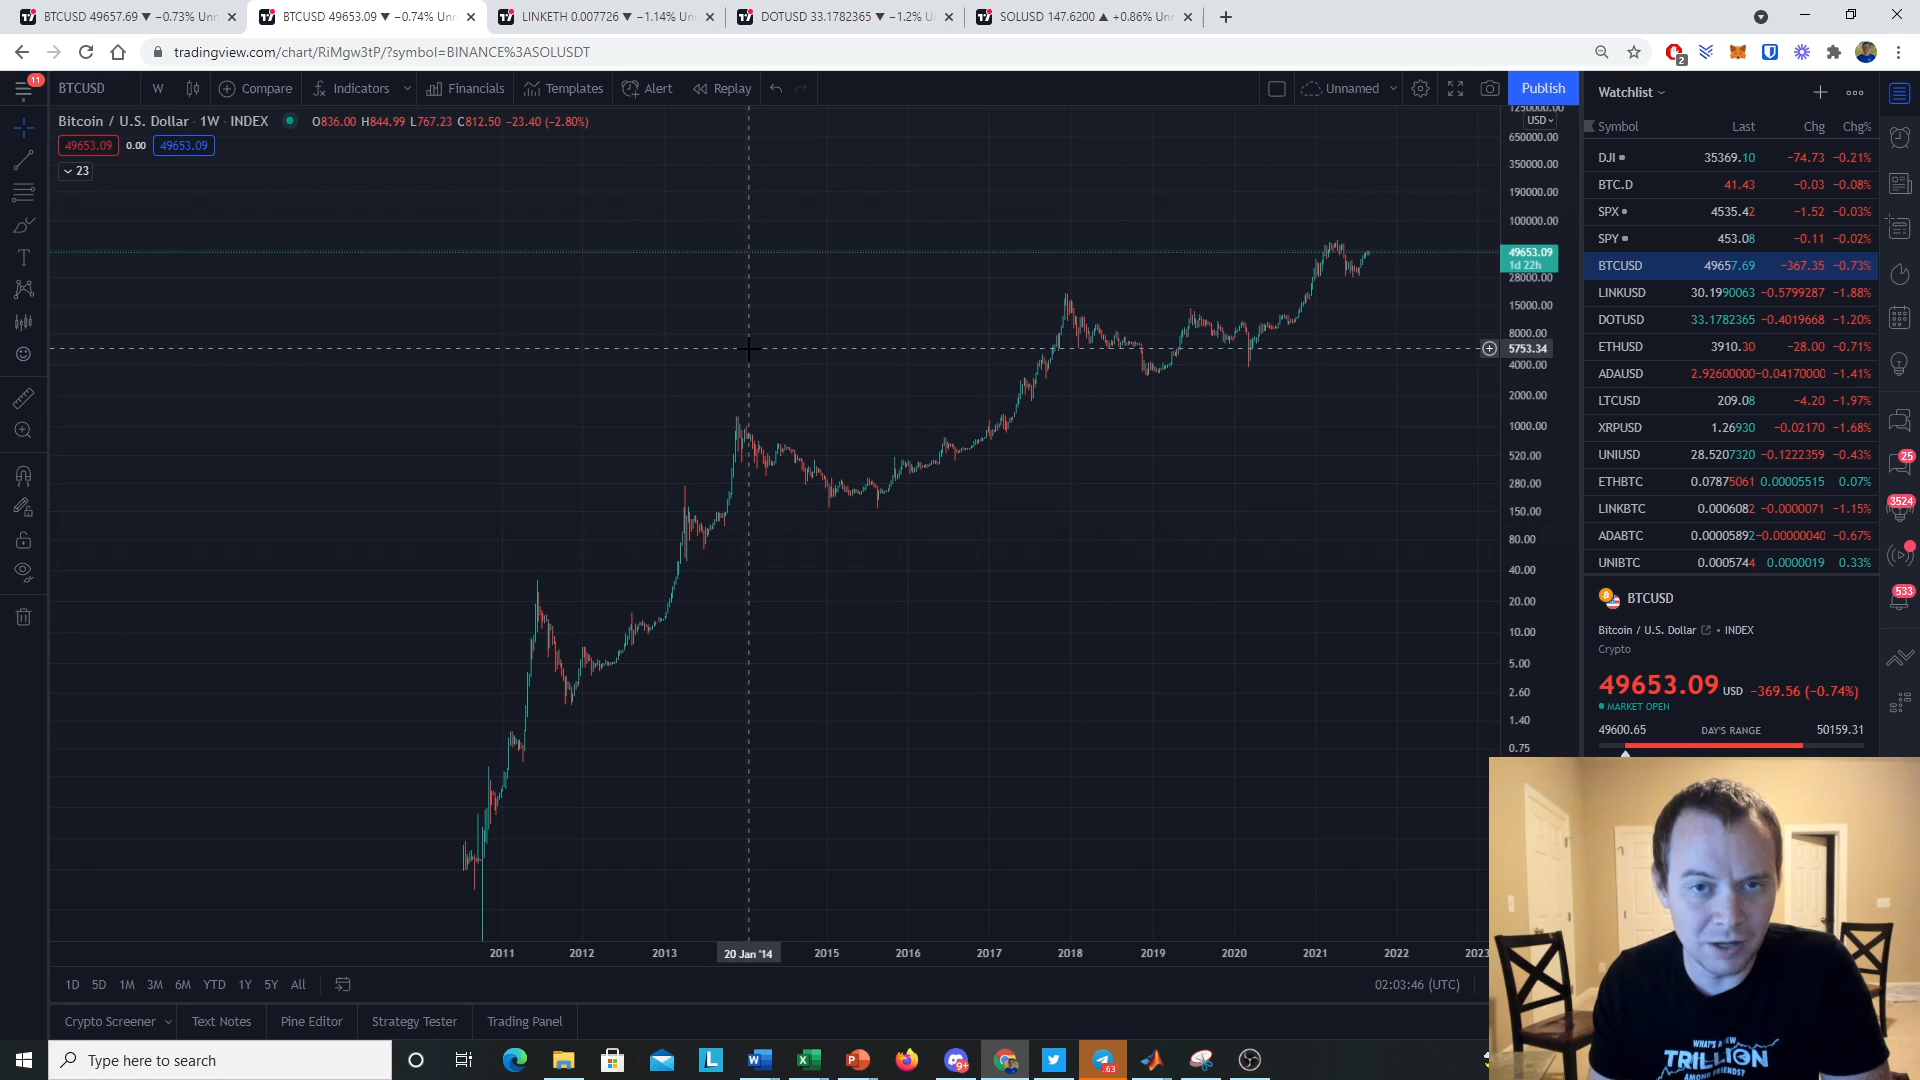 BTCUSD 49657.69 ▼ −0.73% Unn
BTCUSD 49653.09 ▼ −0.74% Unn
LINKETH 0.007726 ▼ −1.14% Un
DOTUSD 33.1782365 ▼ −1.2% U
SOLUSD 147.6200 ▲ +0.86% Un
tradingview.com/chart/RiMgw3tP/?symbol=BINANCE%3ASOLUSDT
2
11
BTCUSD W Compare Indicators Financials Templates Alert Replay Unnamed Publish
Bitcoin / U.S. Dollar · 1W · INDEX O836.00 H844.99 L767.23 C812.50 −23.40 (−2.80%)
49653.09 0.00 49653.09
23
1250000.00
USD
650000.00
350000.00
190000.00
100000.00
49653.09
1d 22h
28000.00
15000.00
8000.00
5753.34
4000.00
2000.00
1000.00
520.00
280.00
150.00
80.00
40.00
20.00
10.00
5.00
2.60
1.40
0.75
2011 2012 2013 20 Jan '14 2015 2016 2017 2018 2019 2020 2021 2022 2023
1D 5D 1M 3M 6M YTD 1Y 5Y All
02:03:46 (UTC)
Crypto Screener Text Notes Pine Editor Strategy Tester Trading Panel
Watchlist
Symbol Last Chg Chg%
DJI 35369.10 −74.73 −0.21%
BTC.D 41.43 −0.03 −0.08%
SPX 4535.42 −1.52 −0.03%
SPY 453.08 −0.11 −0.02%
BTCUSD 49657.69 −367.35 −0.73%
LINKUSD 30.1990063 −0.5799287 −1.88%
DOTUSD 33.1782365 −0.4019668 −1.20%
ETHUSD 3910.30 −28.00 −0.71%
ADAUSD 2.92600000 −0.04170000 −1.41%
LTCUSD 209.08 −4.20 −1.97%
XRPUSD 1.26930 −0.02170 −1.68%
UNIUSD 28.5207320 −0.1222359 −0.43%
ETHBTC 0.07875061 0.00005515 0.07%
LINKBTC 0.0006082 −0.0000071 −1.15%
ADABTC 0.00005892 −0.00000040 −0.67%
UNIBTC 0.0005744 0.0000019 0.33%
25
3524
533
BTCUSD
Bitcoin / U.S. Dollar • INDEX
Crypto
49653.09 USD −369.56 (−0.74%)
MARKET OPEN
49600.65 DAY'S RANGE 50159.31
WHAT'S A NEW
TRILLION
AMONG FRIENDS?
Type here to search
L
9+
63